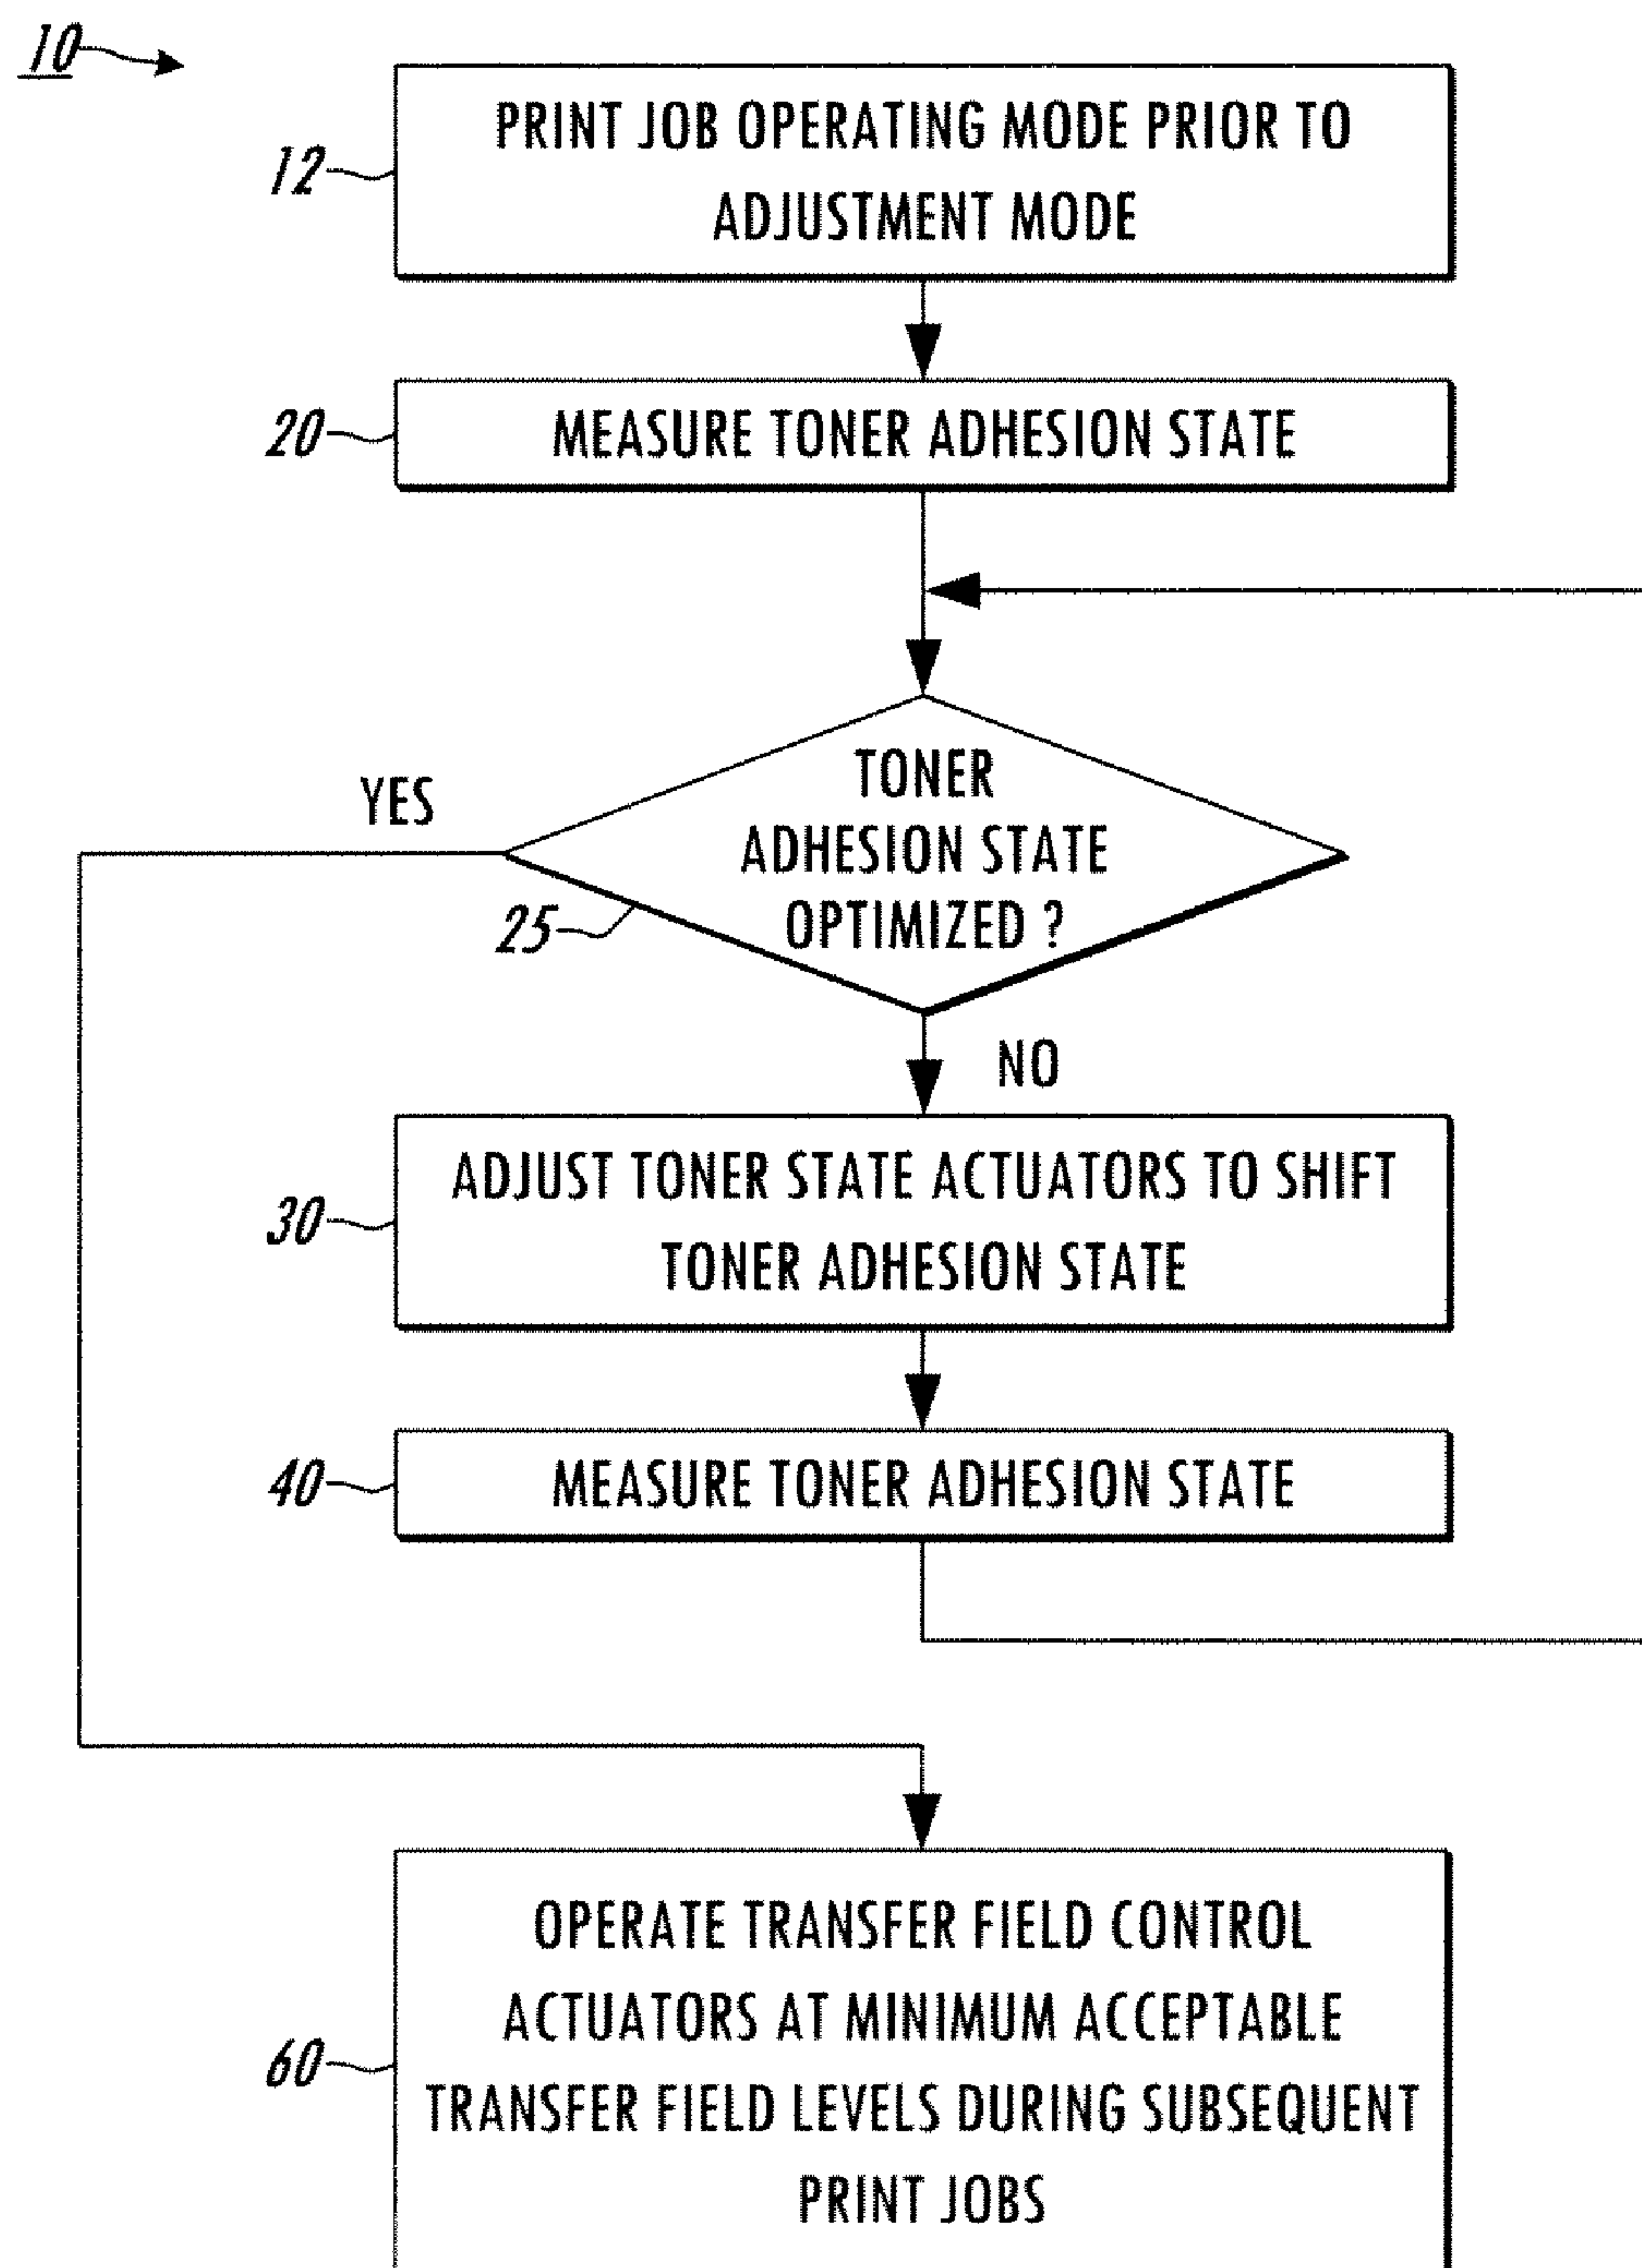 10
12
PRINT JOB OPERATING MODE PRIOR TO
ADJUSTMENT MODE
20
MEASURE TONER ADHESION STATE
YES
TONER
ADHESION STATE
OPTIMIZED ?
25
NO
30
ADJUST TONER STATE ACTUATORS TO SHIFT
TONER ADHESION STATE
40
MEASURE TONER ADHESION STATE
60
OPERATE TRANSFER FIELD CONTROL
ACTUATORS AT MINIMUM ACCEPTABLE
TRANSFER FIELD LEVELS DURING SUBSEQUENT
PRINT JOBS